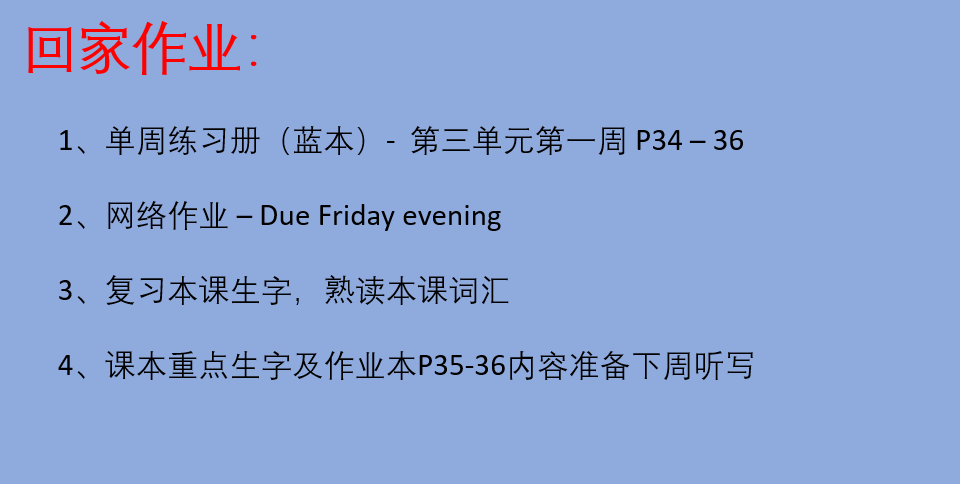 回家作业：
1、单周练习册（蓝本）- 第三单元第一周 P34 – 36
2、网络作业 – Due Friday evening
3、复习本课生字，熟读本课词汇
4、课本重点生字及作业本P35-36内容准备下周听写